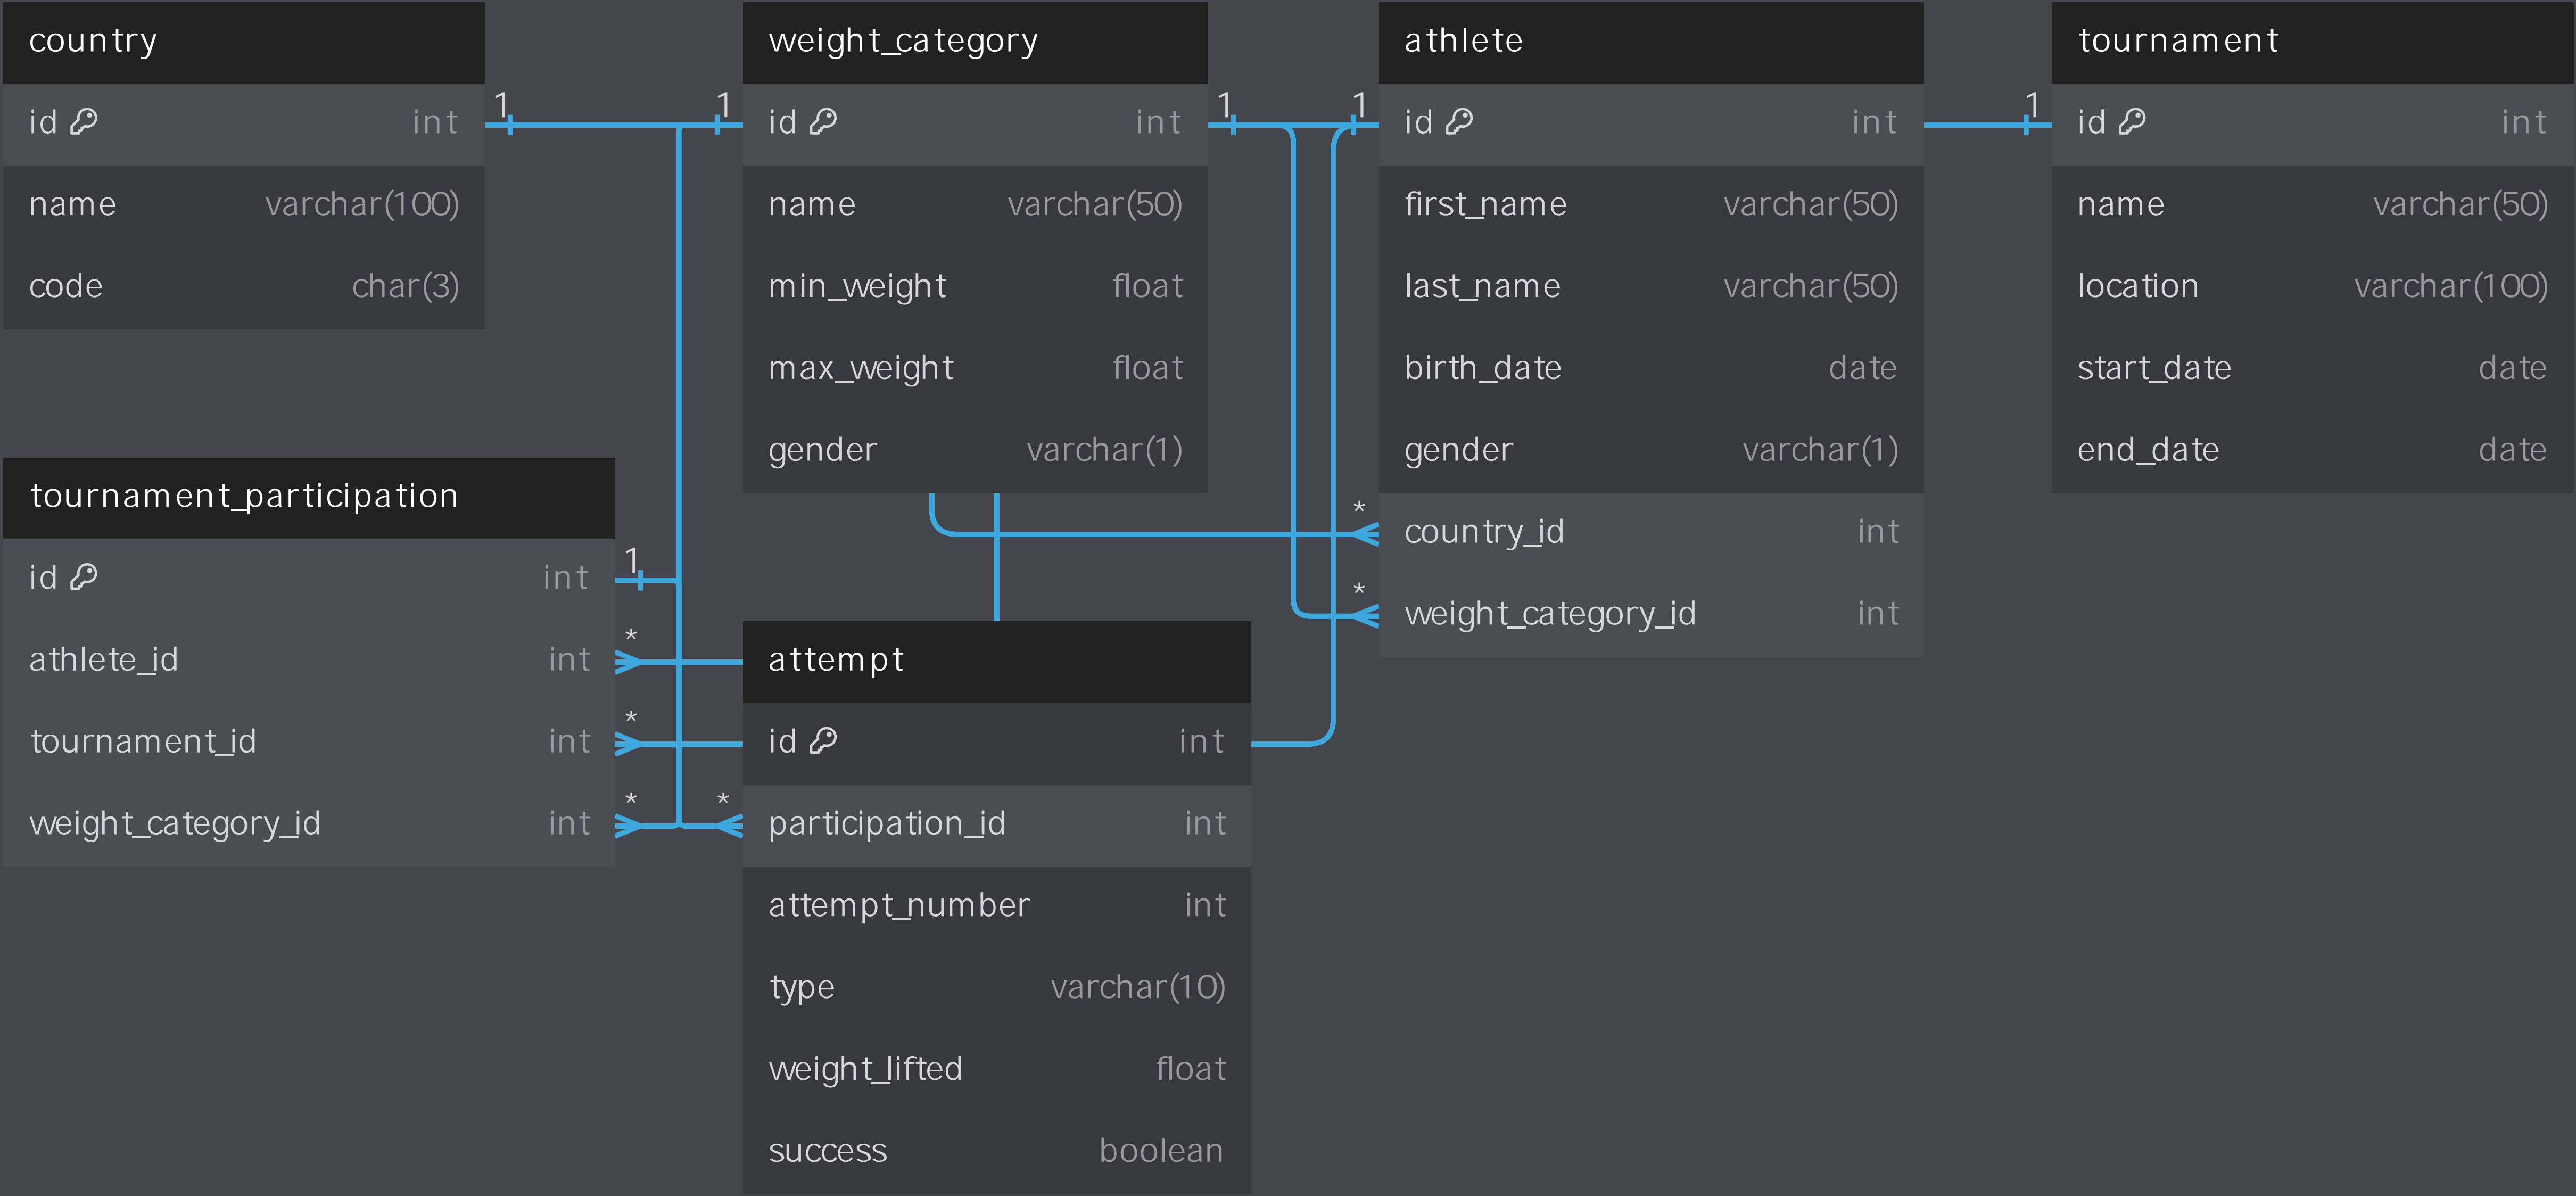 country
id int
name varchar(100)
code char(3)
weight_category
id int
name varchar(50)
min_weight float
max_weight float
gender varchar(1)
athlete
id int
first_name varchar(50)
last_name varchar(50)
birth_date date
gender varchar(1)
country_id int
weight_category_id int
tournament
id int
name varchar(50)
location varchar(100)
start_date date
end_date date
tournament_participation
id int
athlete_id int
tournament_id int
weight_category_id int
attempt
id int
participation_id int
attempt_number int
type varchar(10)
weight_lifted float
success boolean
1
1
1
1
1
1
*
*
*
*
*
*